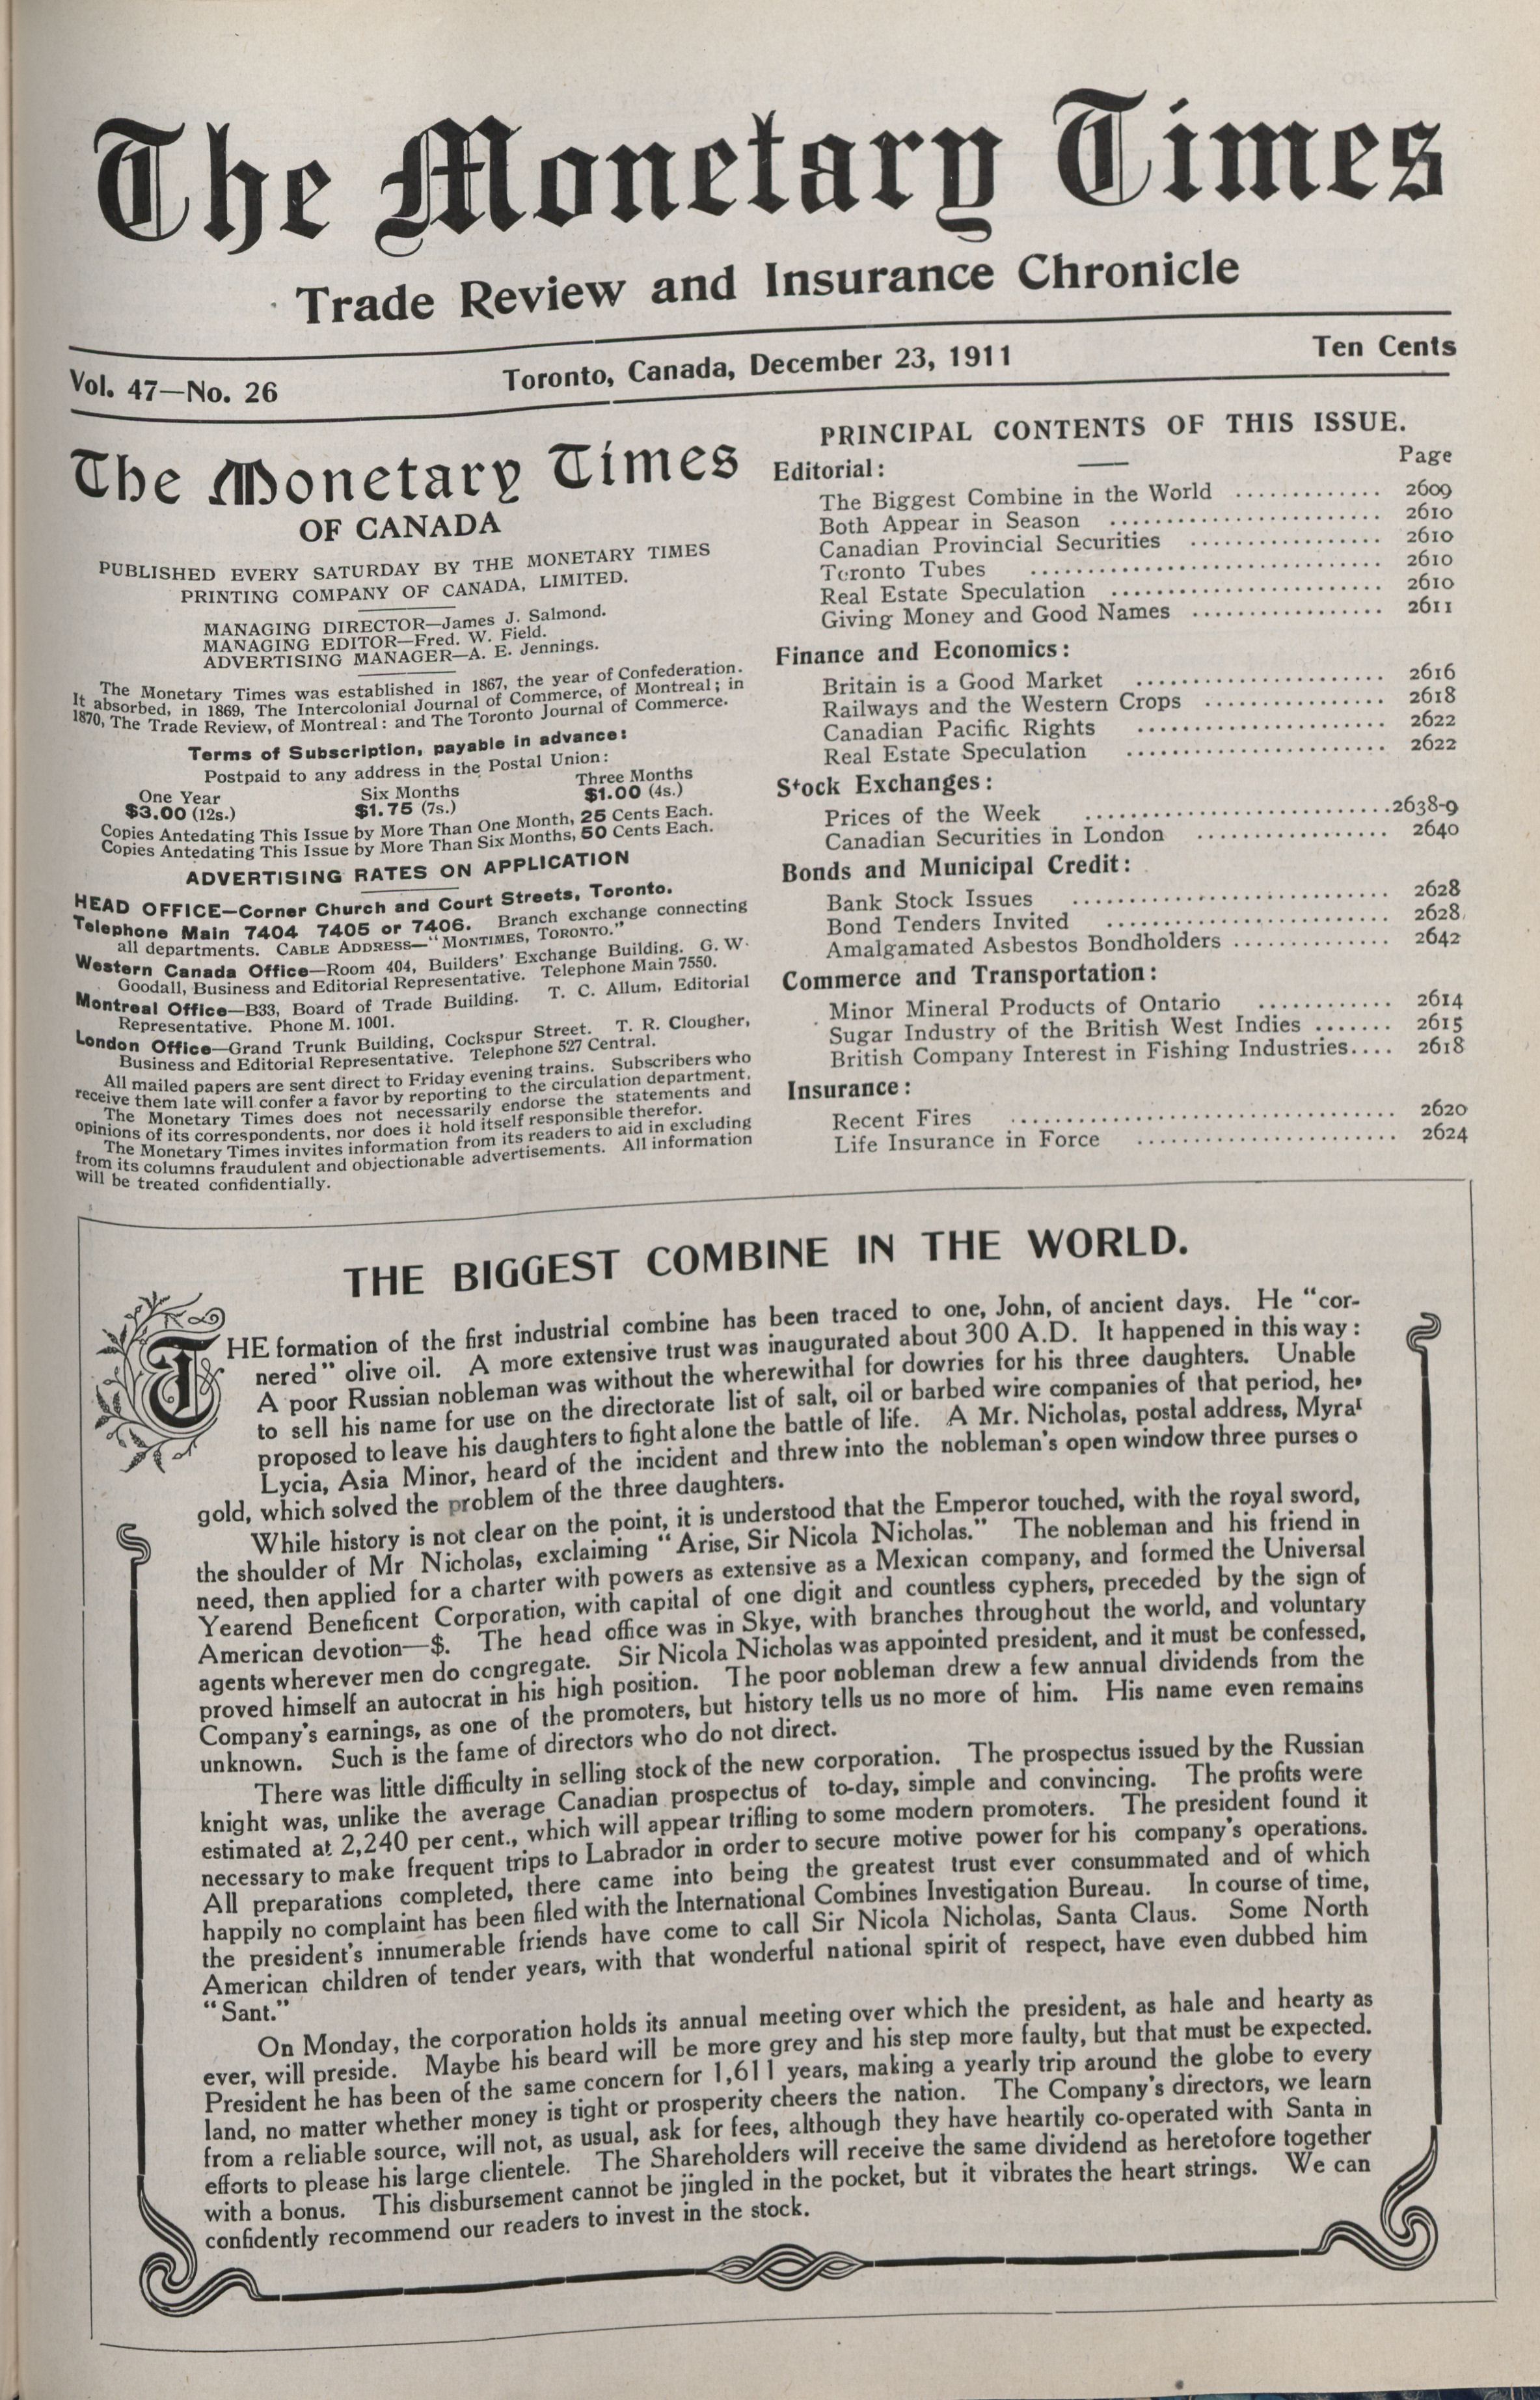 The Monetary Times
Trade Review and Insurance Chronicle
Vol. 47—No. 26
Toronto, Canada, December 23, 1911
Ten Cents
The Monetary Times
OF CANADA
PUBLISHED EVERY SATURDAY BY THE MONETARY TIMES
PRINTING COMPANY OF CANADA, LIMITED.
MANAGING DIRECTOR—James J. Salmond.
MANAGING EDITOR—Fred. W. Field.
ADVERTISING MANAGER—A. E. Jennings.
The Monetary Times was established in 1867, the year of Confederation.
It absorbed, in 1869, The Intercolonial Journal of Commerce, of Montreal; in
1870, The Trade Review, of Montreal: and The Toronto Journal of Commerce.
Terms of Subscription, payable in advance:
Postpaid to any address in the Postal Union:
One Year Six Months Three Months
$3.00 (12s.) $1.75 (7s.) $1.00 (4s.)
Copies Antedating This Issue by More Than One Month, 25 Cents Each.
Copies Antedating This Issue by More Than Six Months, 50 Cents Each.
ADVERTISING RATES ON APPLICATION
HEAD OFFICE—Corner Church and Court Streets, Toronto.
Telephone Main 7404 7405 or 7406. Branch exchange connecting
all departments. CABLE ADDRESS—"MONTIMES, TORONTO."
Western Canada Office—Room 404, Builders' Exchange Building. G. W.
Goodall, Business and Editorial Representative. Telephone Main 7550.
Montreal Office—B33, Board of Trade Building. T. C. Allum, Editorial
Representative. Phone M. 1001.
London Office—Grand Trunk Building, Cockspur Street. T. R. Clougher,
Business and Editorial Representative. Telephone 527 Central.
All mailed papers are sent direct to Friday evening trains. Subscribers who
receive them late will confer a favor by reporting to the circulation department.
The Monetary Times does not necessarily endorse the statements and
opinions of its correspondents, nor does it hold itself responsible therefor.
The Monetary Times invites information from its readers to aid in excluding
from its columns fraudulent and objectionable advertisements. All information
will be treated confidentially.
PRINCIPAL CONTENTS OF THIS ISSUE.
Page
Editorial:
The Biggest Combine in the World ............. 2609
Both Appear in Season ....................... 2610
Canadian Provincial Securities ................ 2610
Toronto Tubes .............................. 2610
Real Estate Speculation ...................... 2610
Giving Money and Good Names ................ 2611
Finance and Economics:
Britain is a Good Market ..................... 2616
Railways and the Western Crops ............... 2618
Canadian Pacific Rights ...................... 2622
Real Estate Speculation ...................... 2622
Stock Exchanges:
Prices of the Week ..........................2638-9
Canadian Securities in London ................ 2640
Bonds and Municipal Credit:
Bank Stock Issues ........................... 2628
Bond Tenders Invited ........................ 2628
Amalgamated Asbestos Bondholders ............. 2642
Commerce and Transportation:
Minor Mineral Products of Ontario ............ 2614
Sugar Industry of the British West Indies ....... 2615
British Company Interest in Fishing Industries.... 2618
Insurance:
Recent Fires ................................ 2620
Life Insurance in Force ...................... 2624
THE BIGGEST COMBINE IN THE WORLD.
THE formation of the first industrial combine has been traced to one, John, of ancient days. He "cor-
nered" olive oil. A more extensive trust was inaugurated about 300 A.D. It happened in this way:
A poor Russian nobleman was without the wherewithal for dowries for his three daughters. Unable
to sell his name for use on the directorate list of salt, oil or barbed wire companies of that period, he
proposed to leave his daughters to fight alone the battle of life. A Mr. Nicholas, postal address, Myra
Lycia, Asia Minor, heard of the incident and threw into the nobleman's open window three purses o
gold, which solved the problem of the three daughters.
While history is not clear on the point, it is understood that the Emperor touched, with the royal sword,
the shoulder of Mr Nicholas, exclaiming "Arise, Sir Nicola Nicholas." The nobleman and his friend in
need, then applied for a charter with powers as extensive as a Mexican company, and formed the Universal
Yearend Beneficent Corporation, with capital of one digit and countless cyphers, preceded by the sign of
American devotion—$. The head office was in Skye, with branches throughout the world, and voluntary
agents wherever men do congregate. Sir Nicola Nicholas was appointed president, and it must be confessed,
proved himself an autocrat in his high position. The poor nobleman drew a few annual dividends from the
Company's earnings, as one of the promoters, but history tells us no more of him. His name even remains
unknown. Such is the fame of directors who do not direct.
There was little difficulty in selling stock of the new corporation. The prospectus issued by the Russian
knight was, unlike the average Canadian prospectus of to-day, simple and convincing. The profits were
estimated at 2,240 per cent., which will appear trifling to some modern promoters. The president found it
necessary to make frequent trips to Labrador in order to secure motive power for his company's operations.
All preparations completed, there came into being the greatest trust ever consummated and of which
happily no complaint has been filed with the International Combines Investigation Bureau. In course of time,
the president's innumerable friends have come to call Sir Nicola Nicholas, Santa Claus. Some North
American children of tender years, with that wonderful national spirit of respect, have even dubbed him
"Sant."
On Monday, the corporation holds its annual meeting over which the president, as hale and hearty as
ever, will preside. Maybe his beard will be more grey and his step more faulty, but that must be expected.
President he has been of the same concern for 1,611 years, making a yearly trip around the globe to every
land, no matter whether money is tight or prosperity cheers the nation. The Company's directors, we learn
from a reliable source, will not, as usual, ask for fees, although they have heartily co-operated with Santa in
efforts to please his large clientele. The Shareholders will receive the same dividend as heretofore together
with a bonus. This disbursement cannot be jingled in the pocket, but it vibrates the heart strings. We can
confidently recommend our readers to invest in the stock.